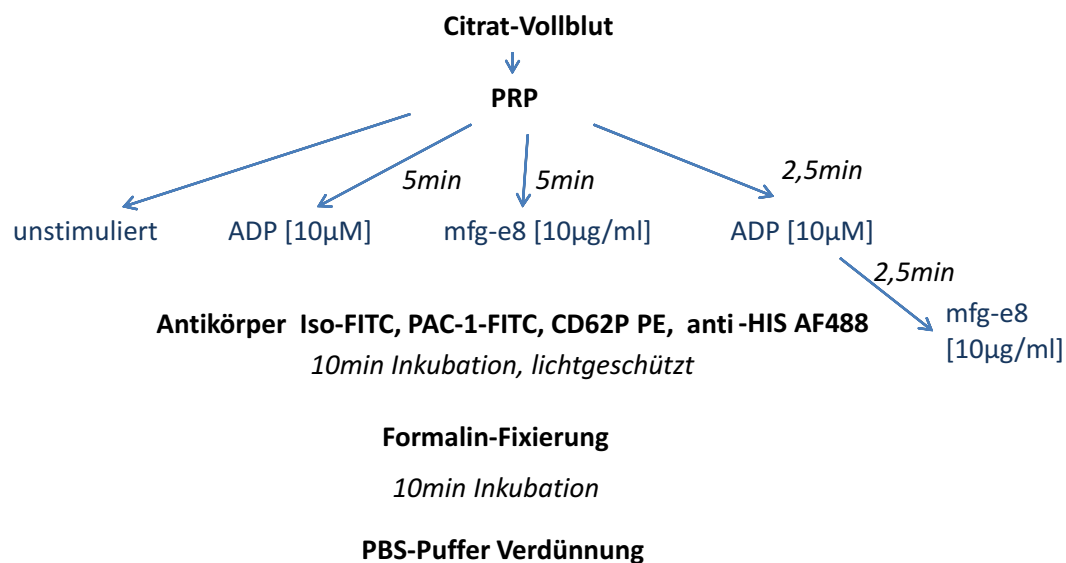 Citrat-Vollblut
PRP
5min
5min
2,5min
unstimuliert
ADP [10µM]
mfg-e8 [10µg/ml]
ADP [10µM]
2,5min
Antikörper Iso-FITC, PAC-1-FITC, CD62P PE, anti-HIS AF488
10min Inkubation, lichtgeschützt
mfg-e8
[10µg/ml]
Formalin-Fixierung
10min Inkubation
PBS-Puffer Verdünnung